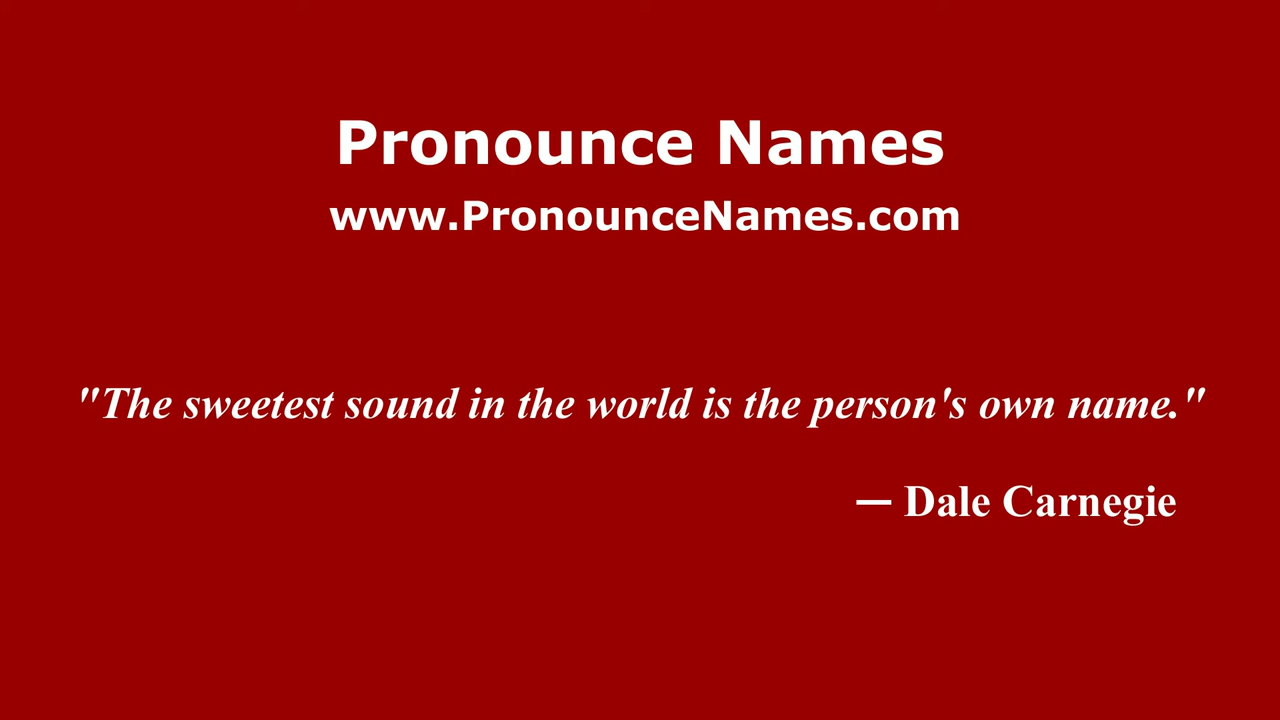 Pronounce Names
www.PronounceNames.com
"The sweetest sound in the world is the person's own name."
— Dale Carnegie